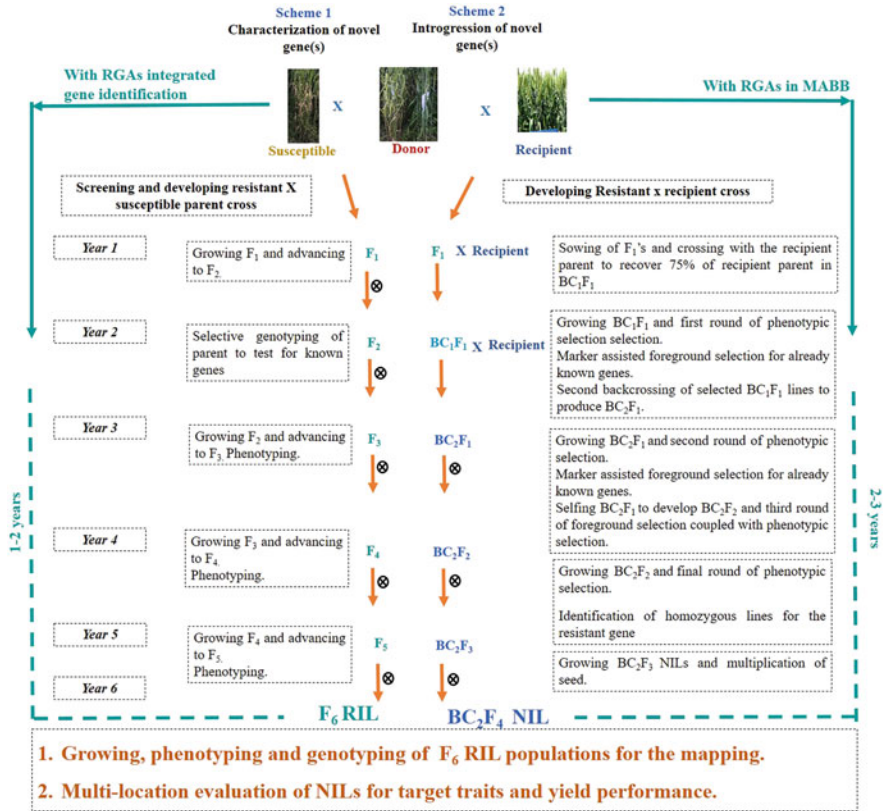 Scheme 1
Characterization of novel
gene(s)
Scheme 2
Introgression of novel
gene(s)
With RGAs integrated
gene identification
With RGAs in MABB
X
X
Susceptible
Donor
Recipient
Screening and developing resistant X
susceptible parent cross
Developing Resistant x recipient cross
Year 1
Growing F₁ and advancing
to F₂.
F₁
F₁ X Recipient
Sowing of F₁'s and crossing with the recipient
parent to recover 75% of recipient parent in
BC₁F₁
Year 2
Selective genotyping of
parent to test for known
genes
F₂
BC₁F₁ X Recipient
Growing BC₁F₁ and first round of phenotypic
selection selection.
Marker assisted foreground selection for already
known genes.
Second backcrossing of selected BC₁F₁ lines to
produce BC₂F₁.
Year 3
Growing F₂ and advancing
to F₃. Phenotyping.
F₃
BC₂F₁
Growing BC₂F₁ and second round of phenotypic
selection.
Marker assisted foreground selection for already
known genes.
Selfing BC₂F₁ to develop BC₂F₂ and third round
of foreground selection coupled with phenotypic
selection.
1-2 years
2-3 years
Year 4
Growing F₃ and advancing
to F₄.
Phenotyping.
F₄
BC₂F₂
Growing BC₂F₂ and final round of phenotypic
selection.
Identification of homozygous lines for the
resistant gene
Year 5
Growing F₄ and advancing
to F₅.
Phenotyping.
F₅
BC₂F₃
Growing BC₂F₃ NILs and multiplication of
seed.
Year 6
F₆ RIL
BC₂F₄ NIL
1. Growing, phenotyping and genotyping of F₆ RIL populations for the mapping.
2. Multi-location evaluation of NILs for target traits and yield performance.